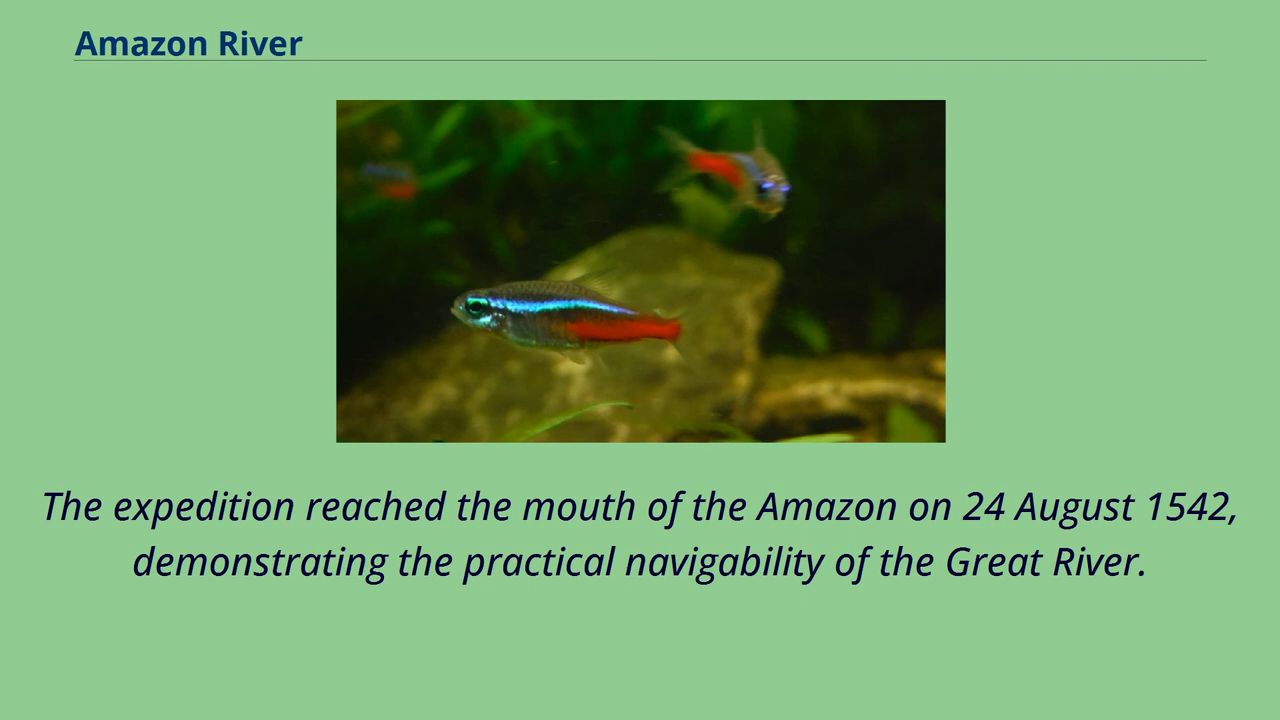 Amazon River
The expedition reached the mouth of the Amazon on 24 August 1542,
demonstrating the practical navigability of the Great River.